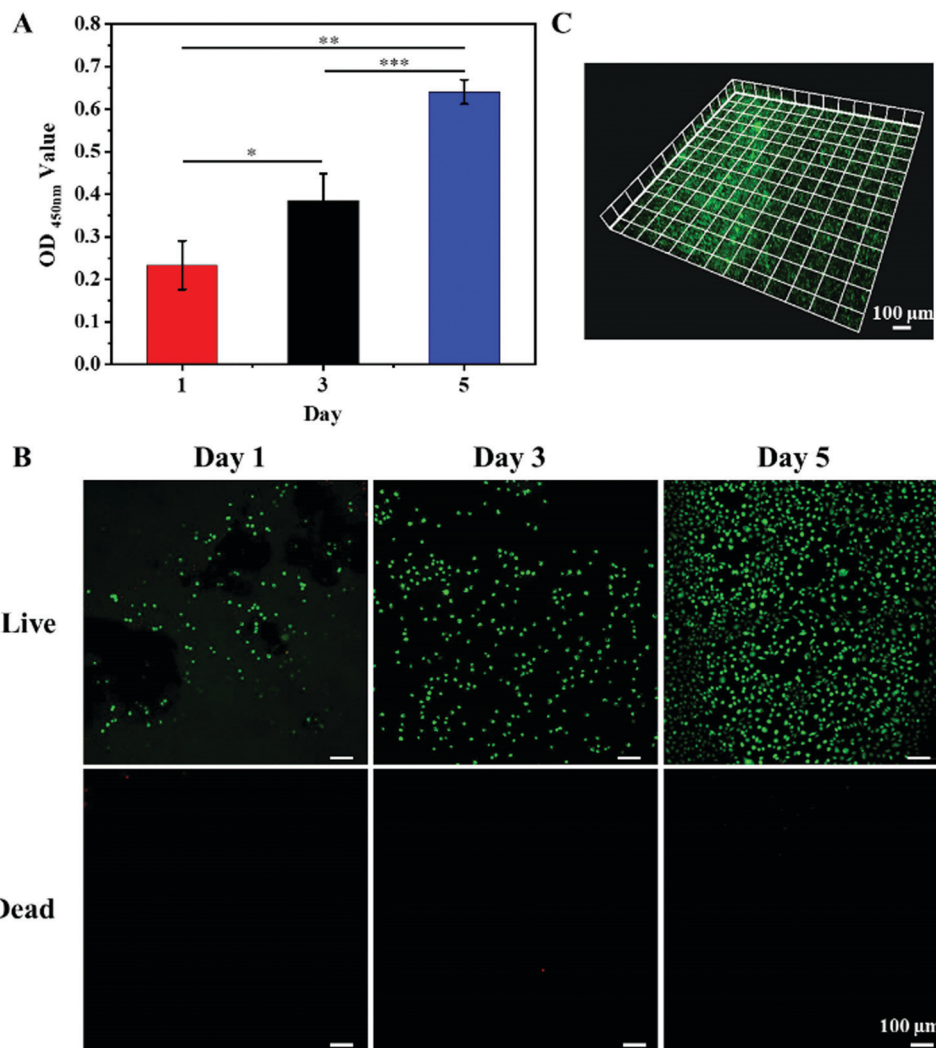 A
C
0.8
0.7
0.6
0.5
0.4
0.3
0.2
0.1
0.0
OD 450nm Value
**
***
*
1
3
5
Day
100 μm
B
Day 1
Day 3
Day 5
Live
Dead
100 μm